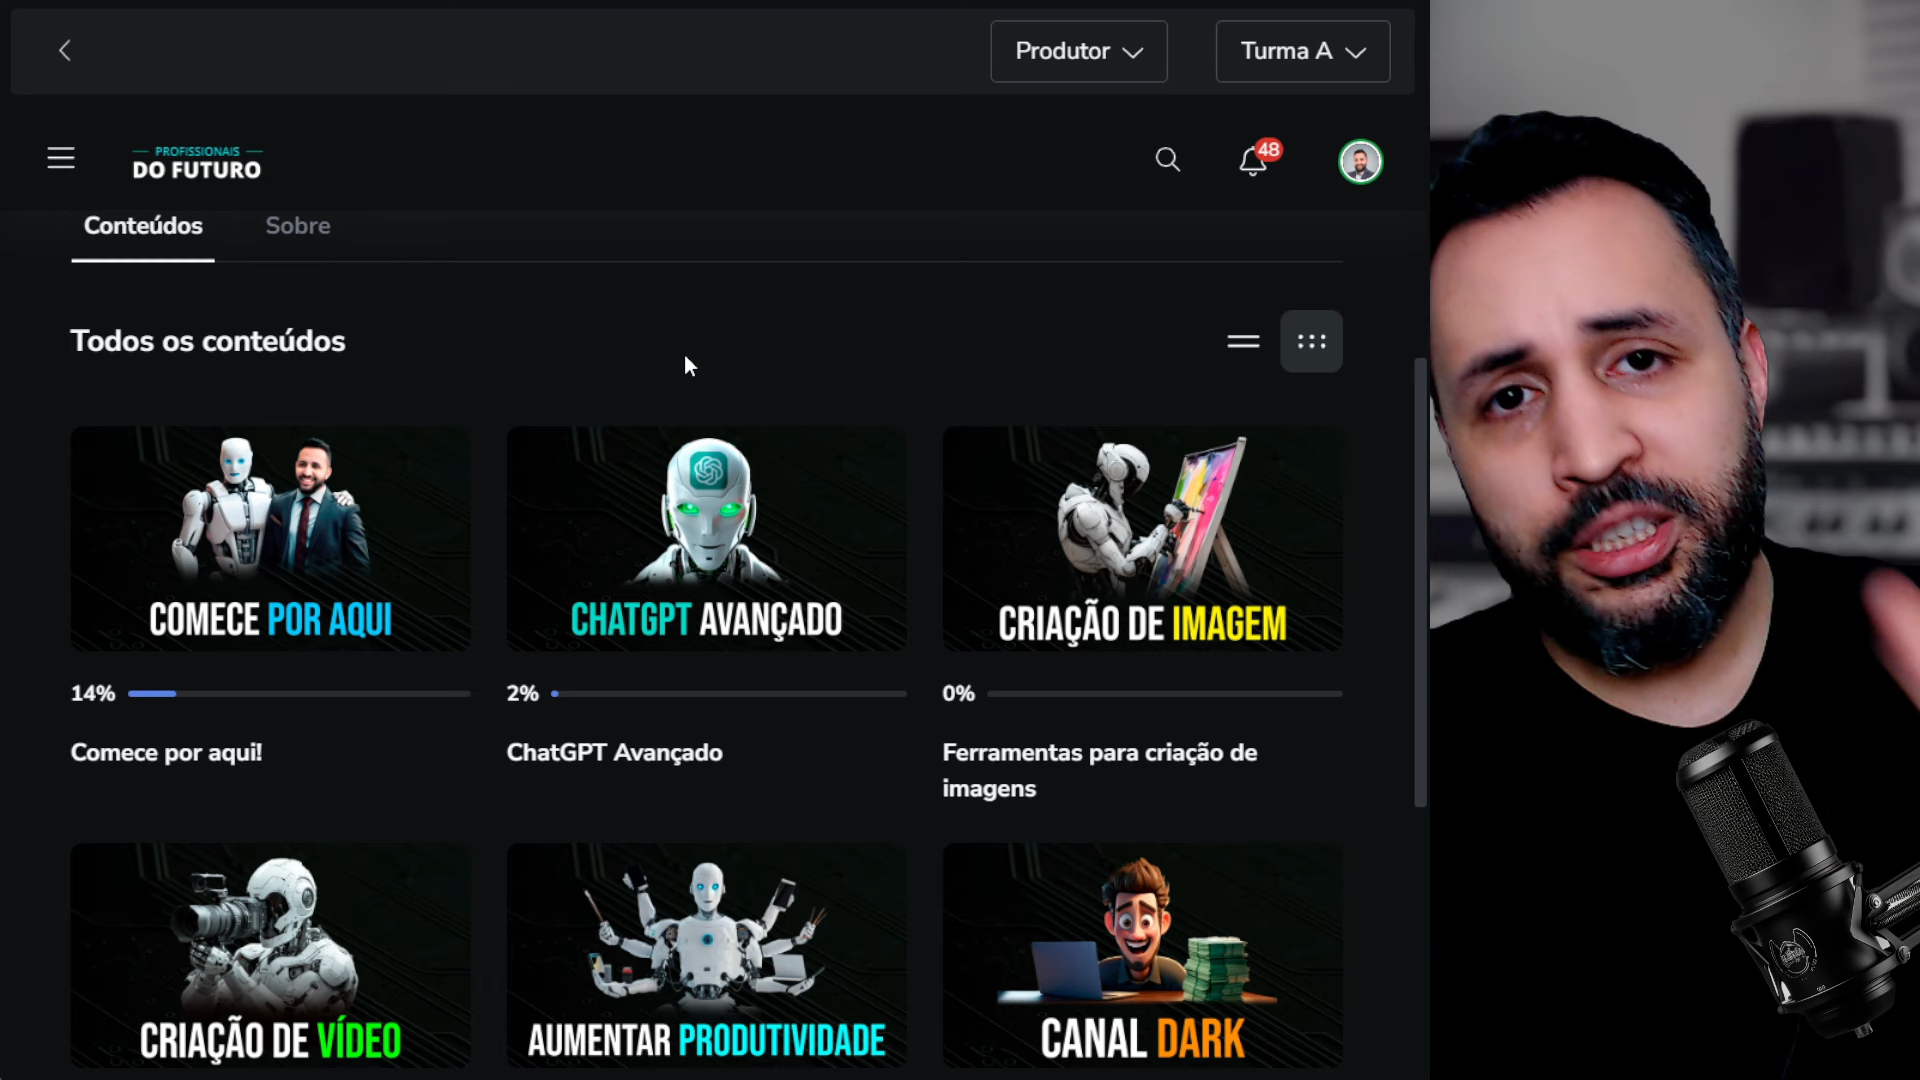 Produtor
Turma A
PROFISSIONAIS
DO FUTURO
48
Conteúdos
Sobre
Todos os conteúdos
COMECE POR AQUI
CHATGPT AVANÇADO
CRIAÇÃO DE IMAGEM
14%
2%
0%
Comece por aqui!
ChatGPT Avançado
Ferramentas para criação de
imagens
CRIAÇÃO DE VÍDEO
AUMENTAR PRODUTIVIDADE
CANAL DARK